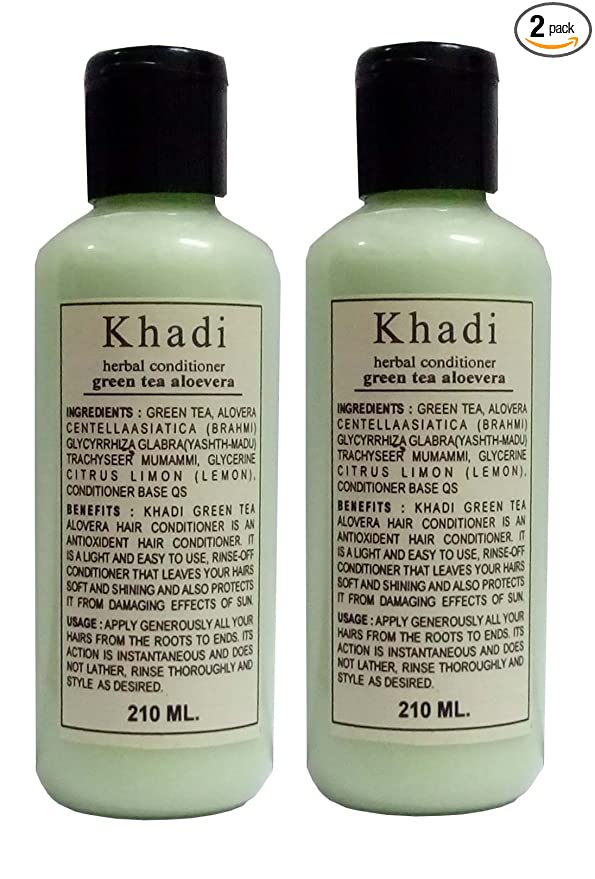 2 pack
Khadi
herbal conditioner
green tea aloevera
INGREDIENTS : GREEN TEA, ALOVERA
CENTELLAASIATICA (BRAHMI)
GLYCYRRHIZA GLABRA(YASHTH-MADU)
TRACHYSEER MUMAMMI, GLYCERINE
CITRUS LIMON (LEMON),
CONDITIONER BASE QS
BENEFITS : KHADI GREEN TEA
ALOVERA HAIR CONDITIONER IS AN
ANTIOXIDENT HAIR CONDITIONER. IT
IS A LIGHT AND EASY TO USE, RINSE-OFF
CONDITIONER THAT LEAVES YOUR HAIRS
SOFT AND SHINING AND ALSO PROTECTS
IT FROM DAMAGING EFFECTS OF SUN.
USAGE : APPLY GENEROUSLY ALL YOUR
HAIRS FROM THE ROOTS TO ENDS. ITS
ACTION IS INSTANTANEOUS AND DOES
NOT LATHER, RINSE THOROUGHLY AND
STYLE AS DESIRED.
210 ML.
Khadi
herbal conditioner
green tea aloevera
INGREDIENTS : GREEN TEA, ALOVERA
CENTELLAASIATICA (BRAHMI)
GLYCYRRHIZA GLABRA(YASHTH-MADU)
TRACHYSEER MUMAMMI, GLYCERINE
CITRUS LIMON (LEMON),
CONDITIONER BASE QS
BENEFITS : KHADI GREEN TEA
ALOVERA HAIR CONDITIONER IS AN
ANTIOXIDENT HAIR CONDITIONER. IT
IS A LIGHT AND EASY TO USE, RINSE-OFF
CONDITIONER THAT LEAVES YOUR HAIRS
SOFT AND SHINING AND ALSO PROTECTS
IT FROM DAMAGING EFFECTS OF SUN.
USAGE : APPLY GENEROUSLY ALL YOUR
HAIRS FROM THE ROOTS TO ENDS. ITS
ACTION IS INSTANTANEOUS AND DOES
NOT LATHER, RINSE THOROUGHLY AND
STYLE AS DESIRED.
210 ML.